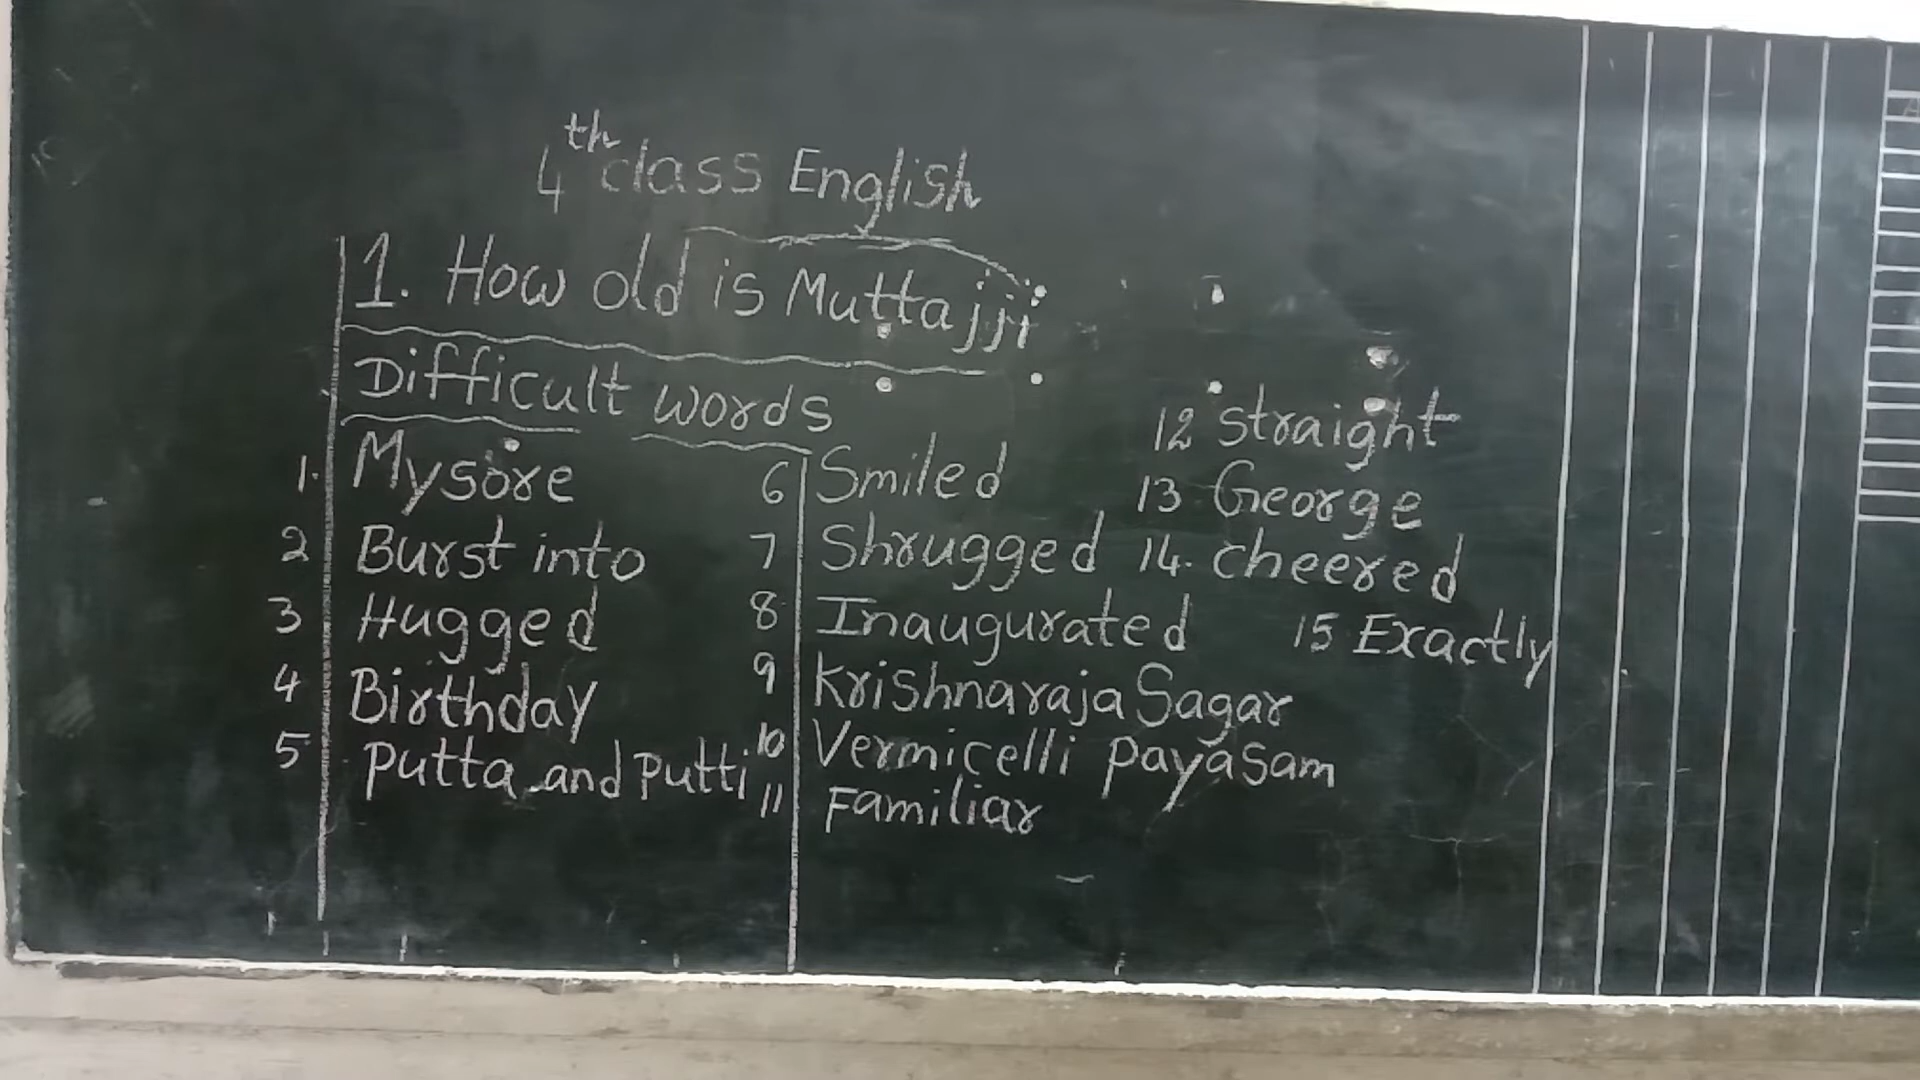 4th class English
1. How old is Muttajji
Difficult words
1. Mysore
2 Burst into
3 Hugged
4 Birthday
5. Putta and Putti
6 Smiled
7 Shrugged
8 Inaugurated
9 Krishnaraja Sagar
10 Vermicelli Payasam
11 Familiar
12 Straight
13 George
14. cheered
15 Exactly